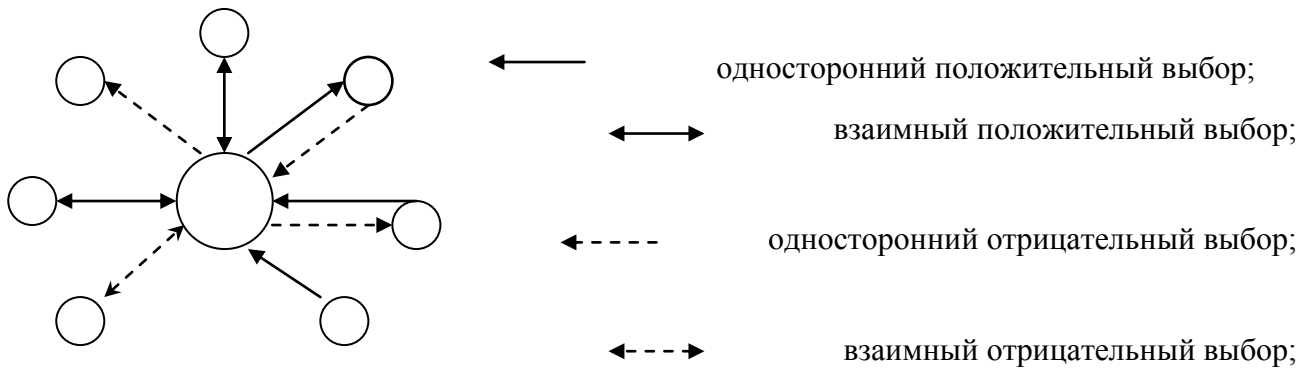 односторонний положительный выбор;
взаимный положительный выбор;
односторонний отрицательный выбор;
взаимный отрицательный выбор;